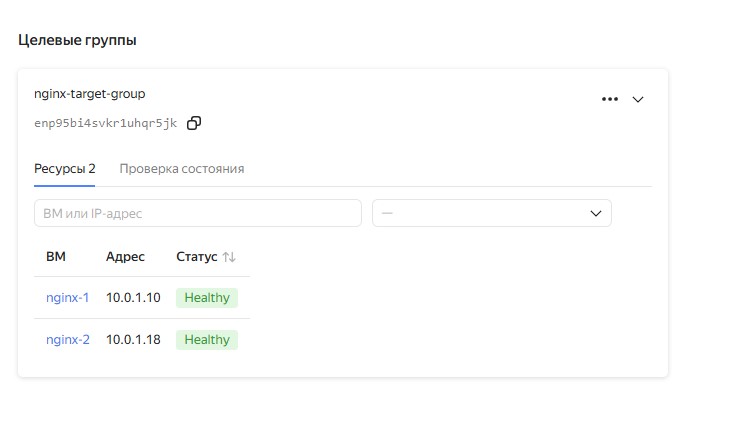 Целевые группы
nginx-target-group
enp95bi4svkr1uhqr5jk
Ресурсы 2 Проверка состояния
ВМ или IP-адрес —
ВМ Адрес Статус
nginx-1 10.0.1.10 Healthy
nginx-2 10.0.1.18 Healthy